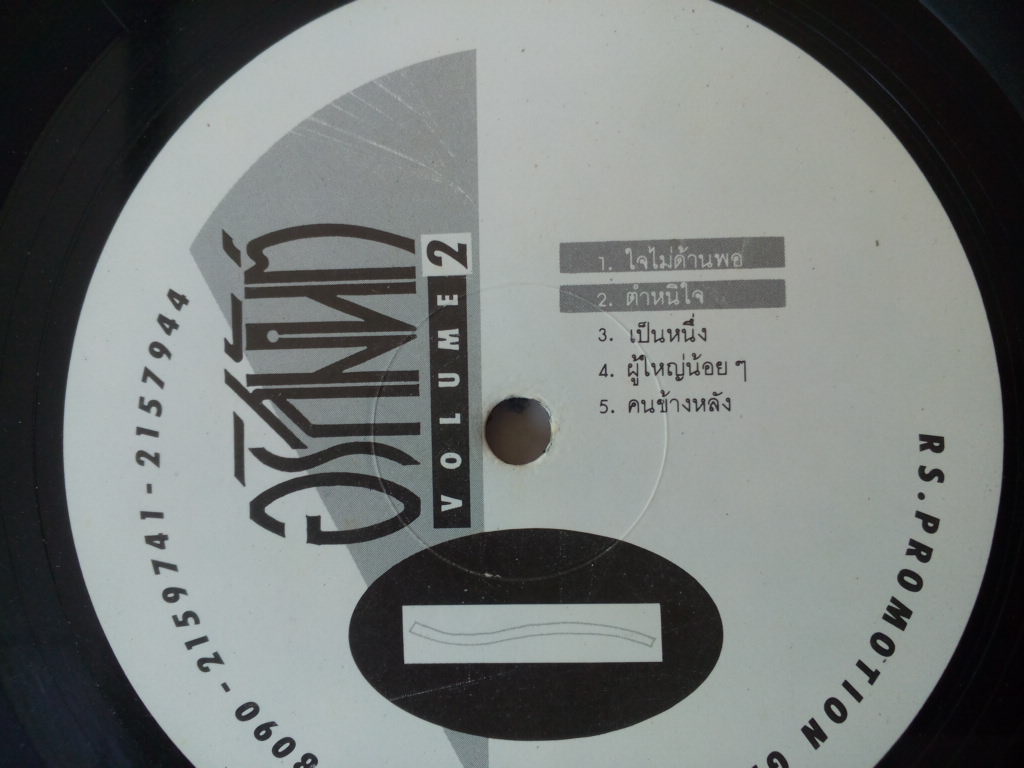 อริสมันต์
VOLUME 2
1. ใจไม่ด้านพอ
2. ตำหนิใจ
3. เป็นหนึ่ง
4. ผู้ใหญ่น้อย ๆ
5. คนข้างหลัง
RS.PROMOTION
8090 - 2159741 - 2157944